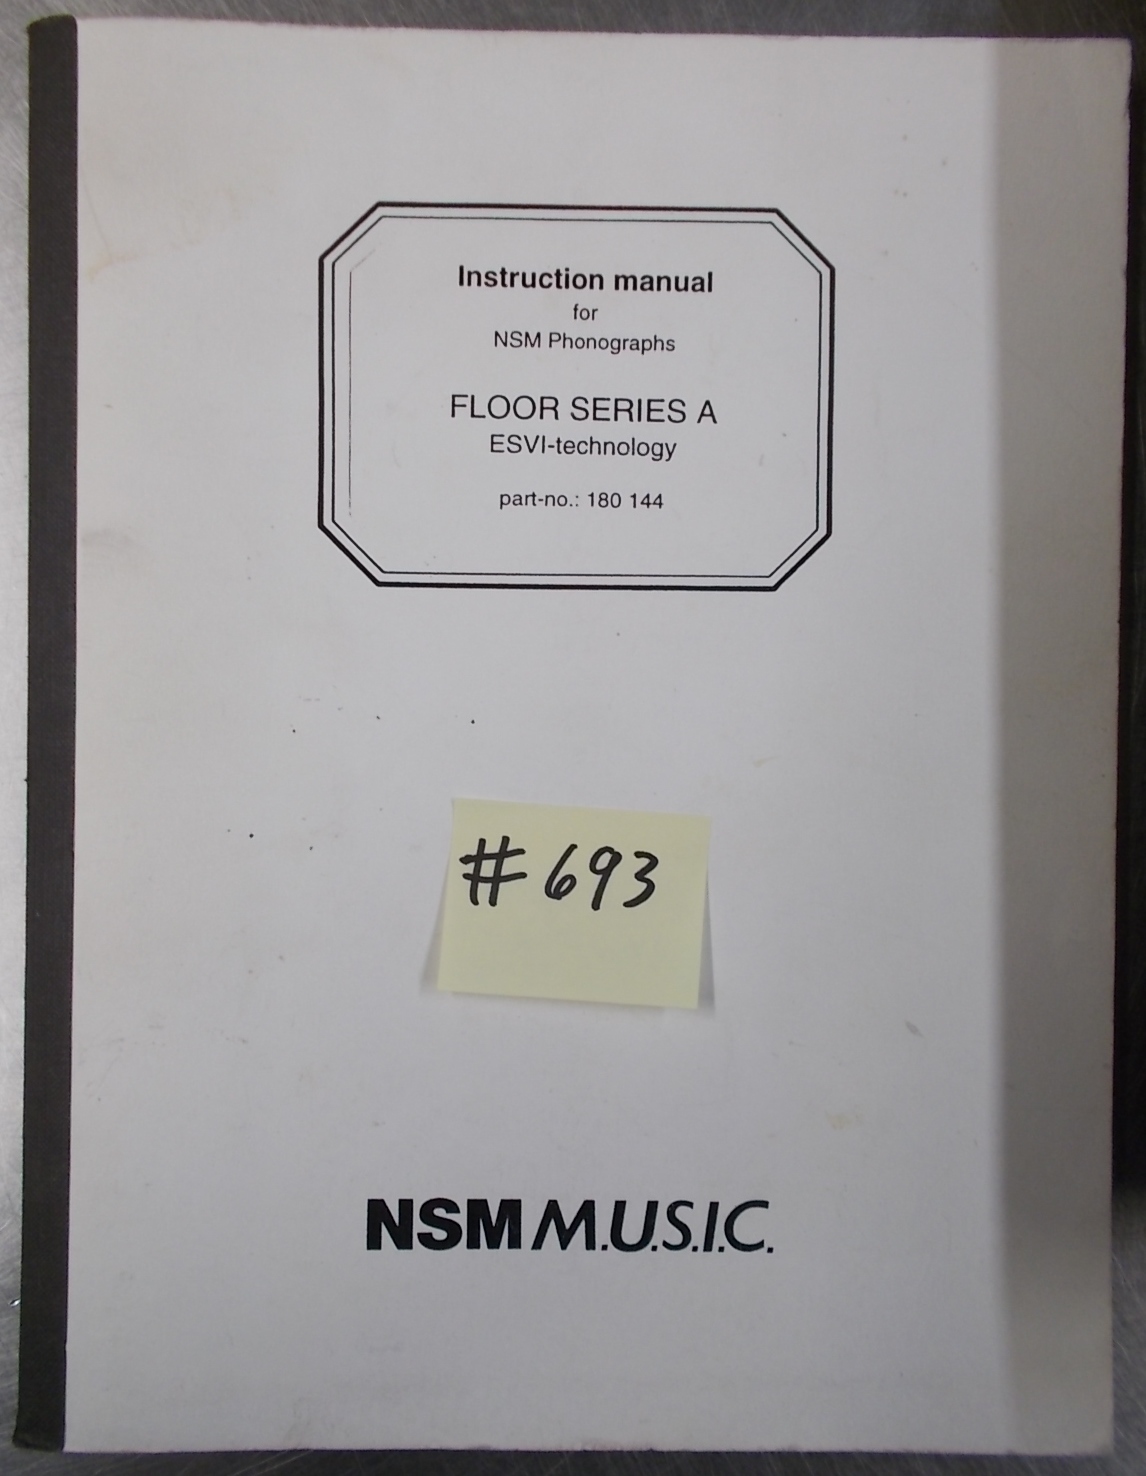 Instruction manual
for
NSM Phonographs
FLOOR SERIES A
ESVI-technology
part-no.: 180 144
#693
NSM M.U.S.I.C.